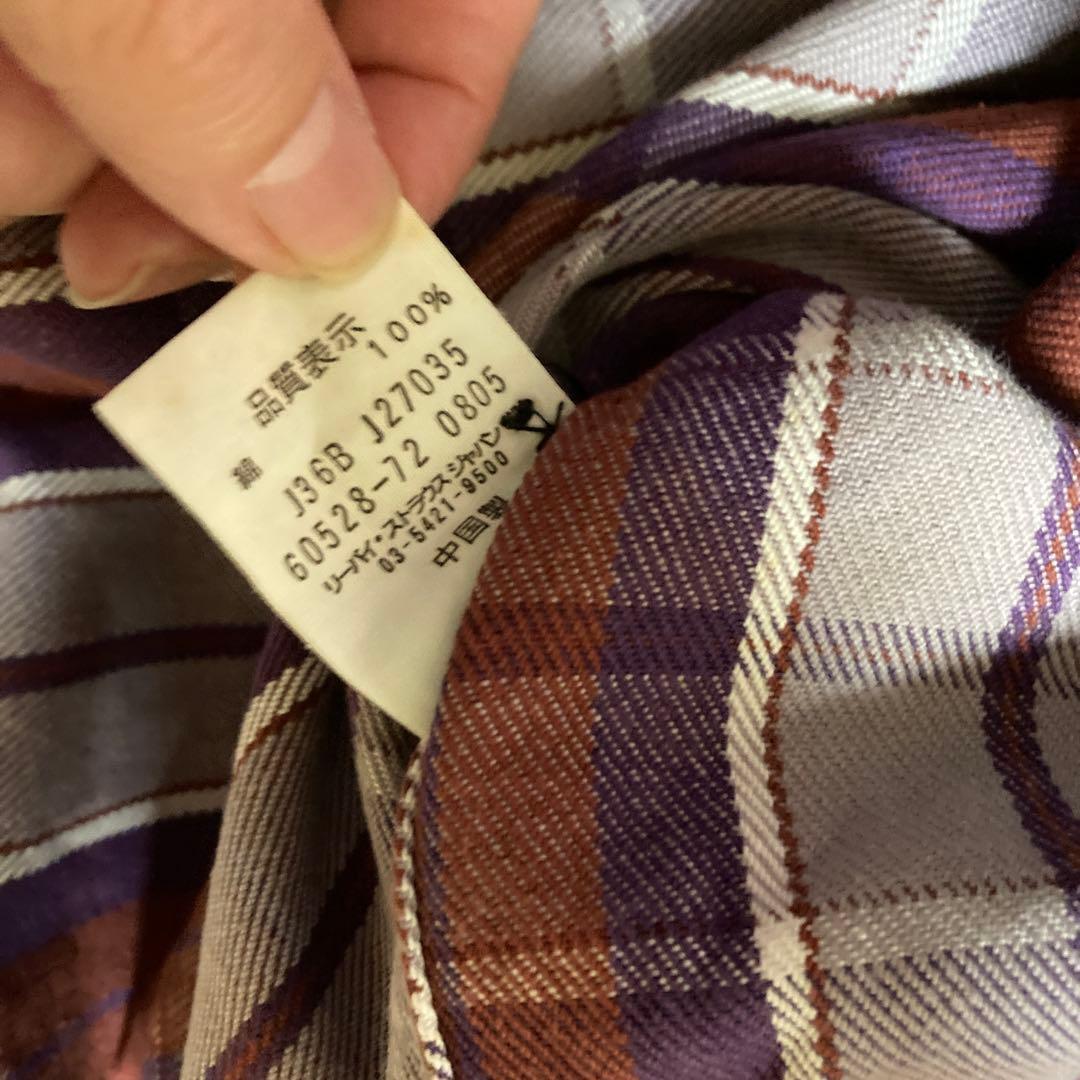 品質表示
綿 100%
J36B J27035
60528-72 0805
リーバイ・ストラウス ジャパン
03-5421-9500
中国製